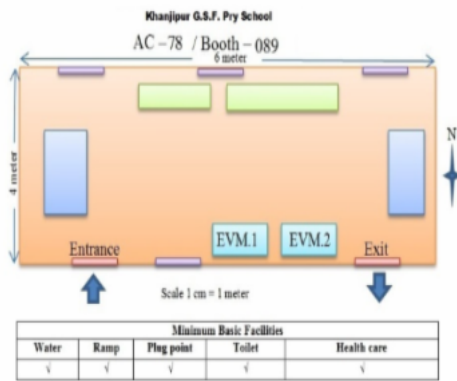 Khanjipur G.S.F. Pry School
AC – 78 / Booth – 089
6 meter
4 meter
N
EVM.1 EVM.2
Entrance Exit
Scale 1 cm = 1 meter
Minimum Basic Facilities
Water Ramp Plug point Toilet Health care
√ √ √ √ √